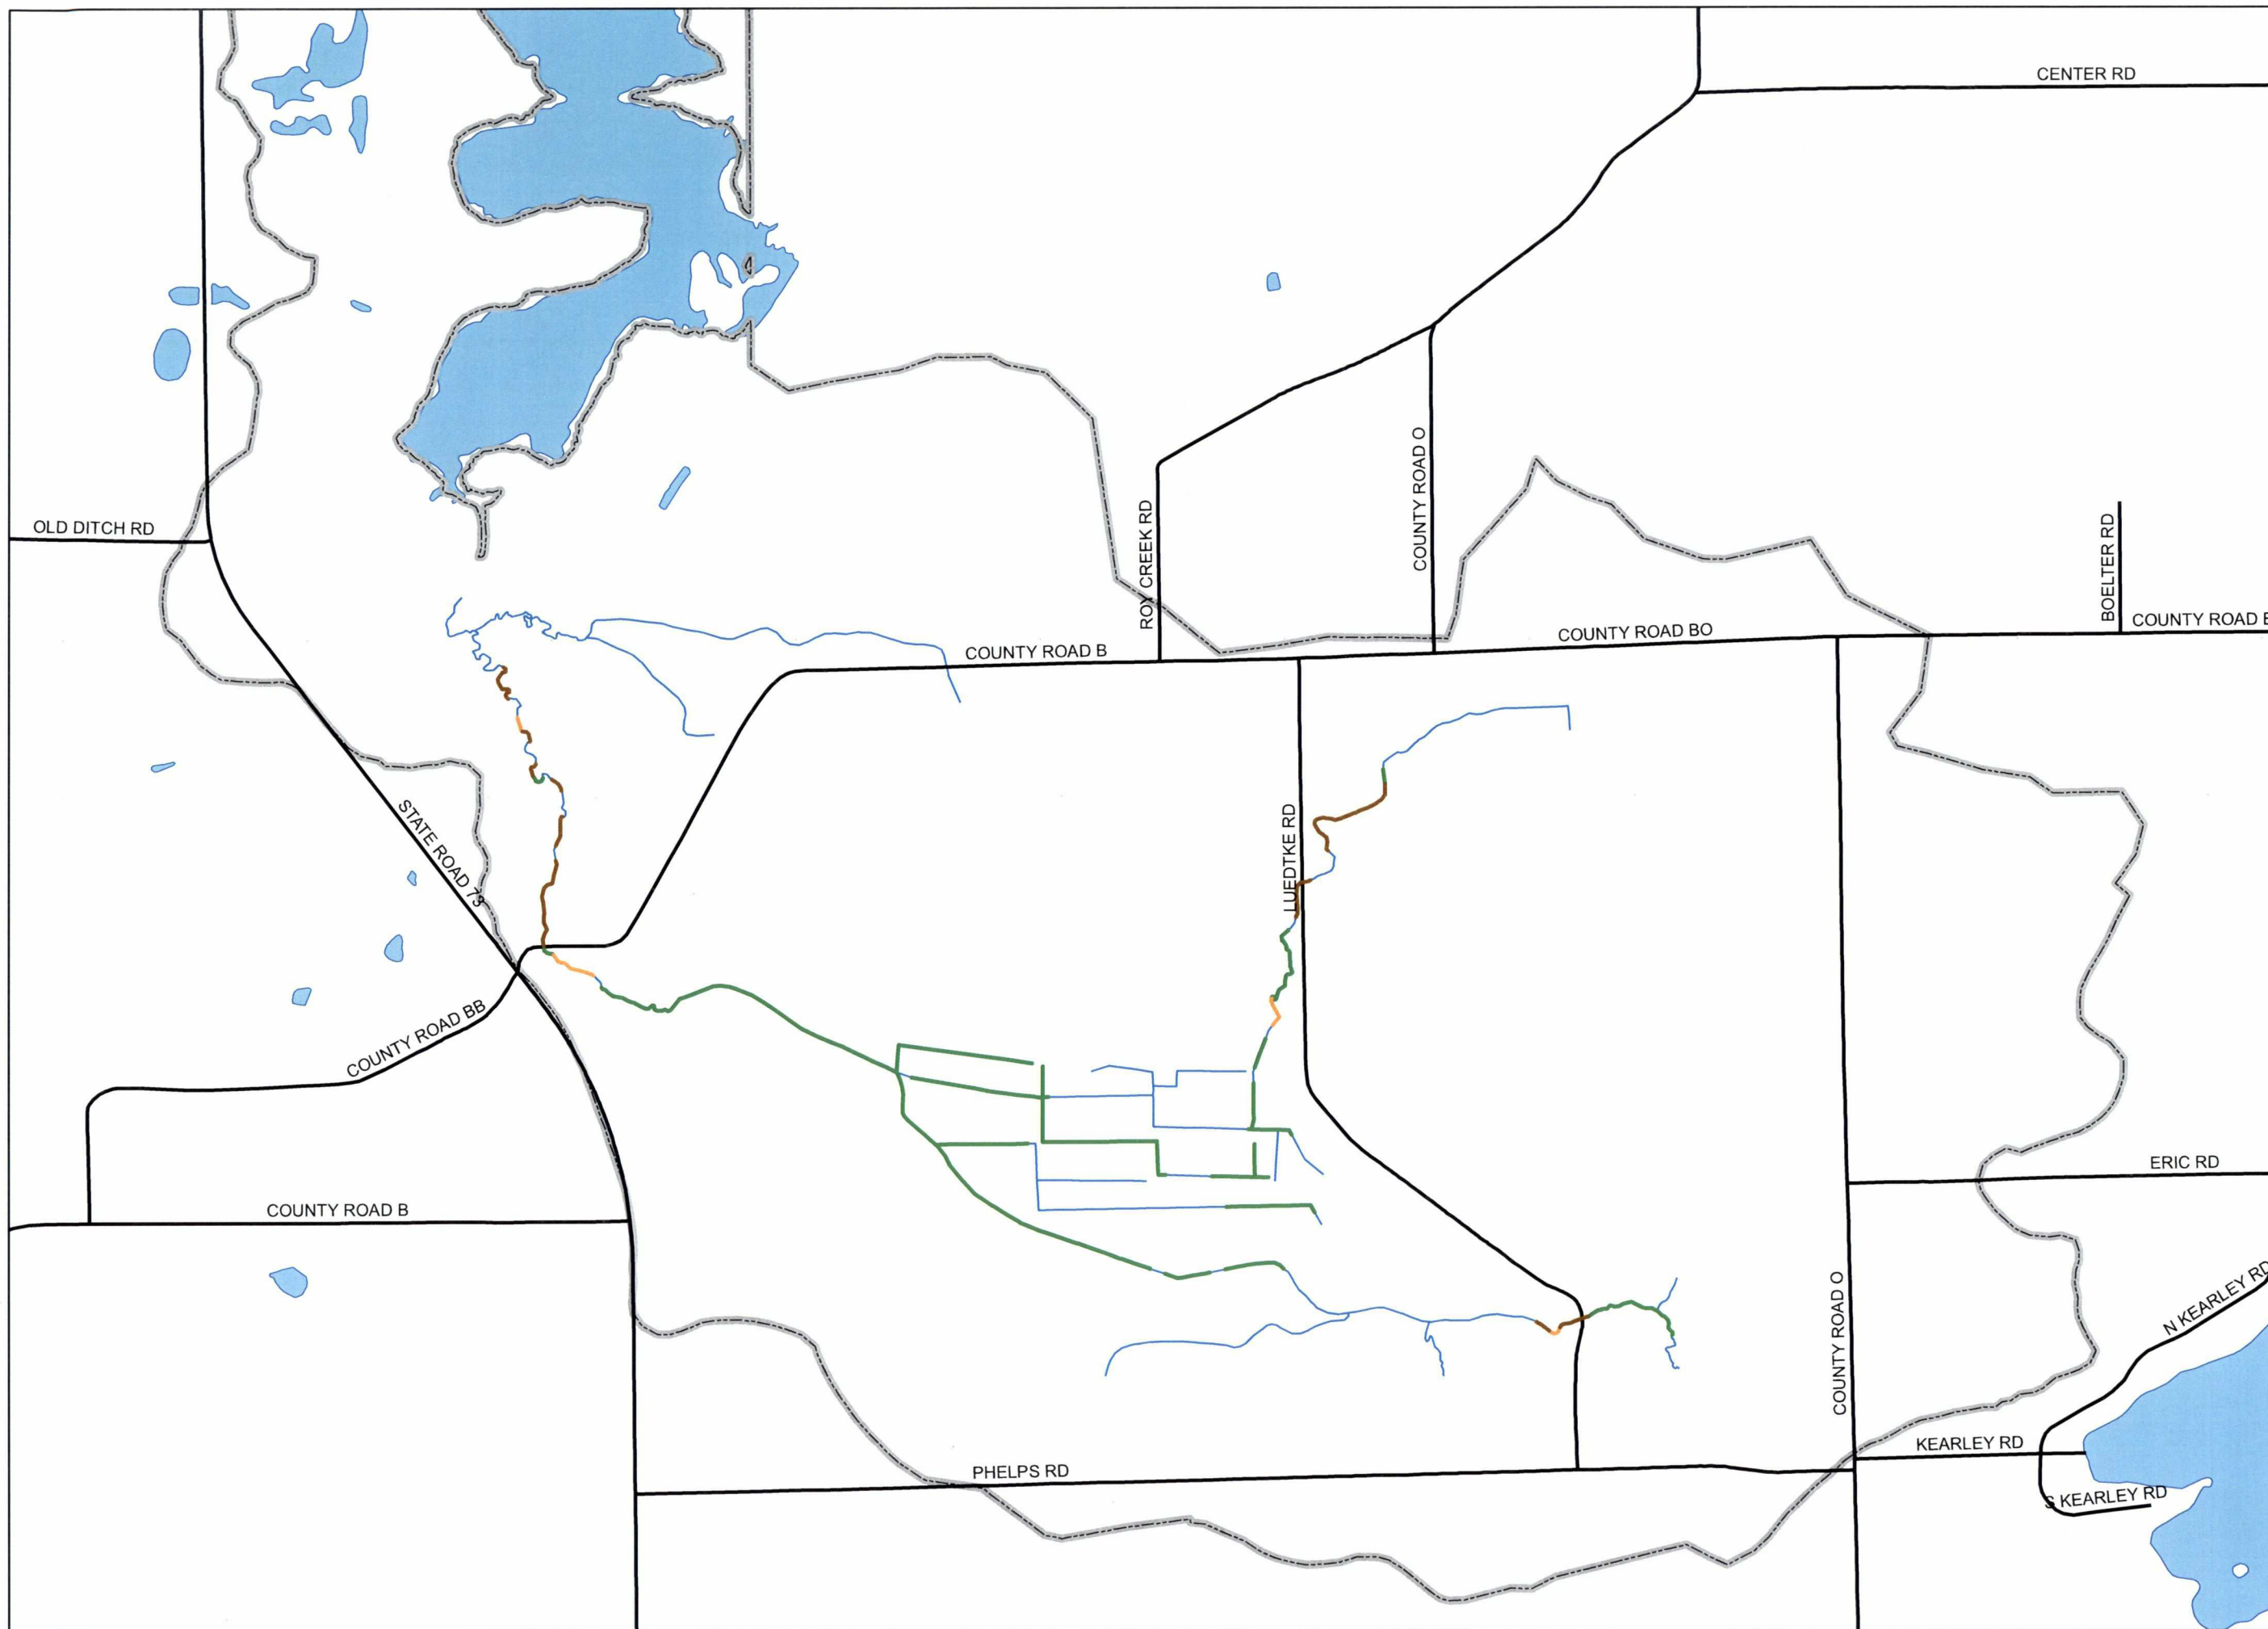 CENTER RD
COUNTY ROAD O
ROY CREEK RD
OLD DITCH RD
BOELTER RD
COUNTY ROAD B
COUNTY ROAD BO
COUNTY ROAD B
STATE ROAD 73
LUEDTKE RD
COUNTY ROAD BB
ERIC RD
COUNTY ROAD B
N KEARLEY RD
COUNTY ROAD O
KEARLEY RD
PHELPS RD
S KEARLEY RD